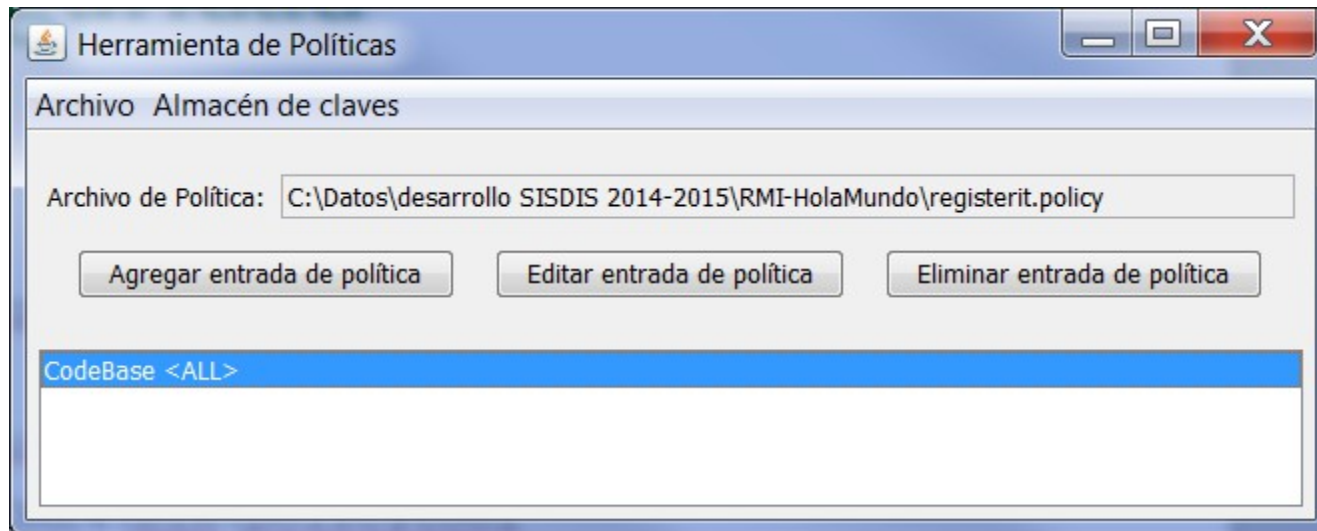 Herramienta de Políticas
Archivo Almacén de claves
Archivo de Política: C:\Datos\desarrollo SISDIS 2014-2015\RMI-HolaMundo\registerit.policy
Agregar entrada de política Editar entrada de política Eliminar entrada de política
CodeBase <ALL>